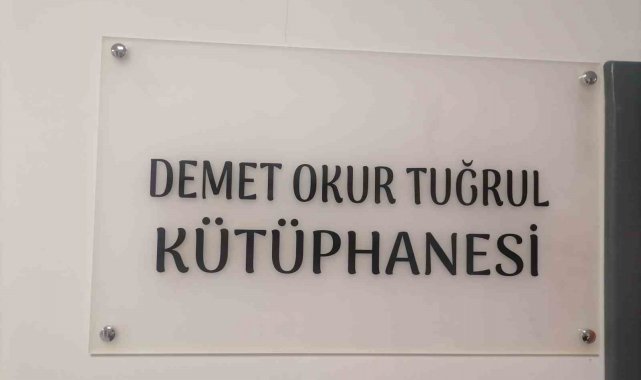 DEMET OKUR TUĞRUL
KÜTÜPHANESİ